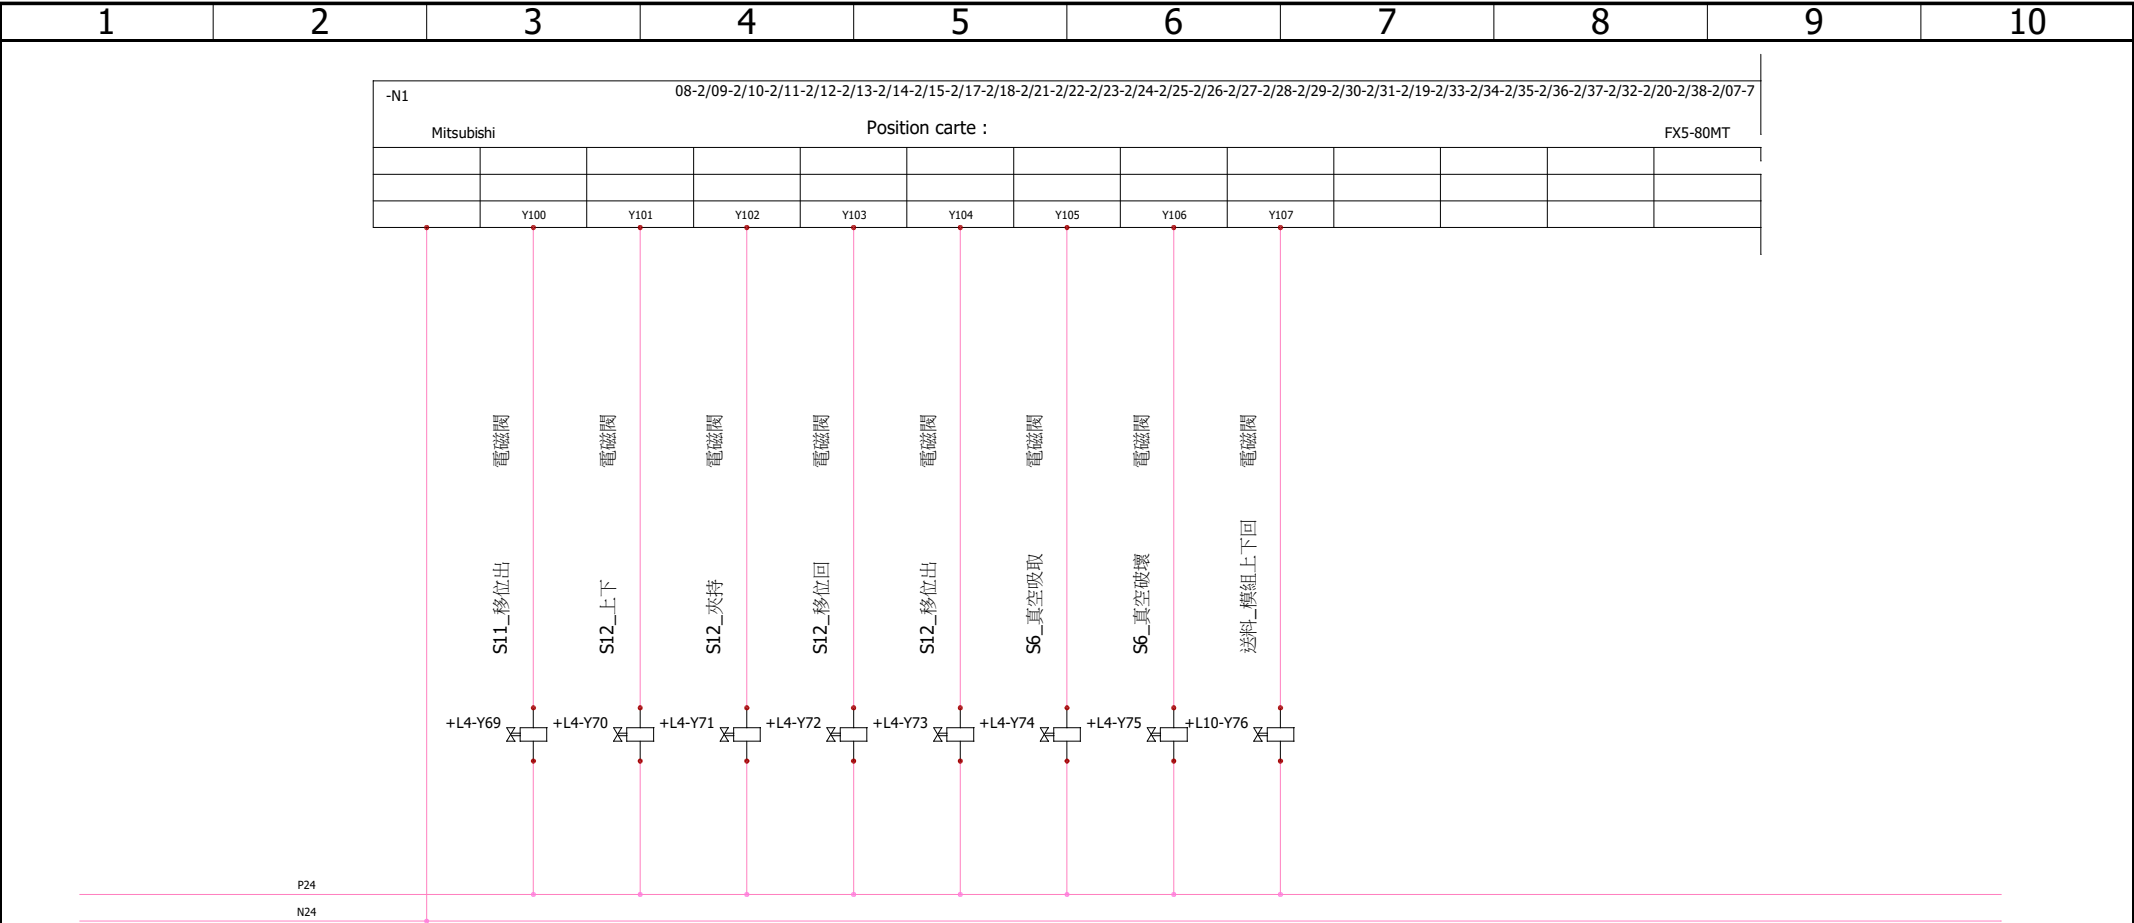 1 2 3 4 5 6 7 8 9 10
-N1 08-2/09-2/10-2/11-2/12-2/13-2/14-2/15-2/17-2/18-2/21-2/22-2/23-2/24-2/25-2/26-2/27-2/28-2/29-2/30-2/31-2/19-2/33-2/34-2/35-2/36-2/37-2/32-2/20-2/38-2/07-7
Mitsubishi Position carte : FX5-80MT
Y100 Y101 Y102 Y103 Y104 Y105 Y106 Y107
S11_移位出 電磁閥
S12_上下 電磁閥
S12_夾持 電磁閥
S12_移位回 電磁閥
S12_移位出 電磁閥
S6_真空吸取 電磁閥
S6_真空破壞 電磁閥
送料_模組上下回 電磁閥
+L4-Y69 +L4-Y70 +L4-Y71 +L4-Y72 +L4-Y73 +L4-Y74 +L4-Y75 +L10-Y76
P24
N24